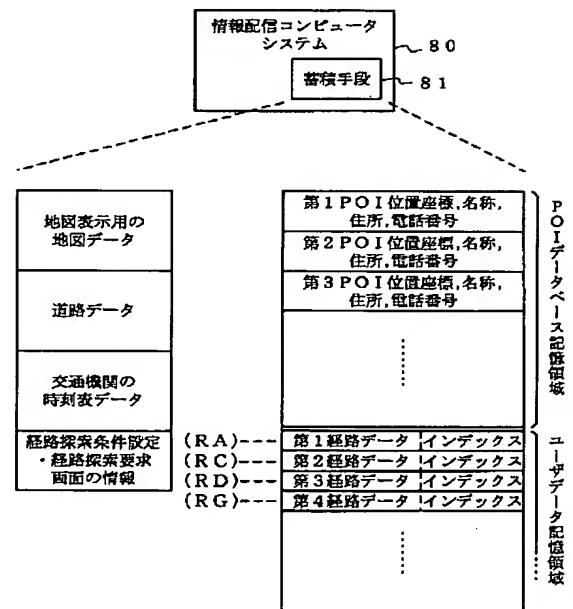 情報配信コンピュータ
システム
80
蓄積手段
81
地図表示用の
地図データ
道路データ
交通機関の
時刻表データ
経路探索条件設定
・経路探索要求
画面の情報
第1POI位置座標,名称,
住所,電話番号
第2POI位置座標,名称,
住所,電話番号
第3POI位置座標,名称,
住所,電話番号
POIデータベース記憶領域
(RA)--- 第1経路データ インデックス
(RC)--- 第2経路データ インデックス
(RD)--- 第3経路データ インデックス
(RG)--- 第4経路データ インデックス
ユーザデータ記憶領域